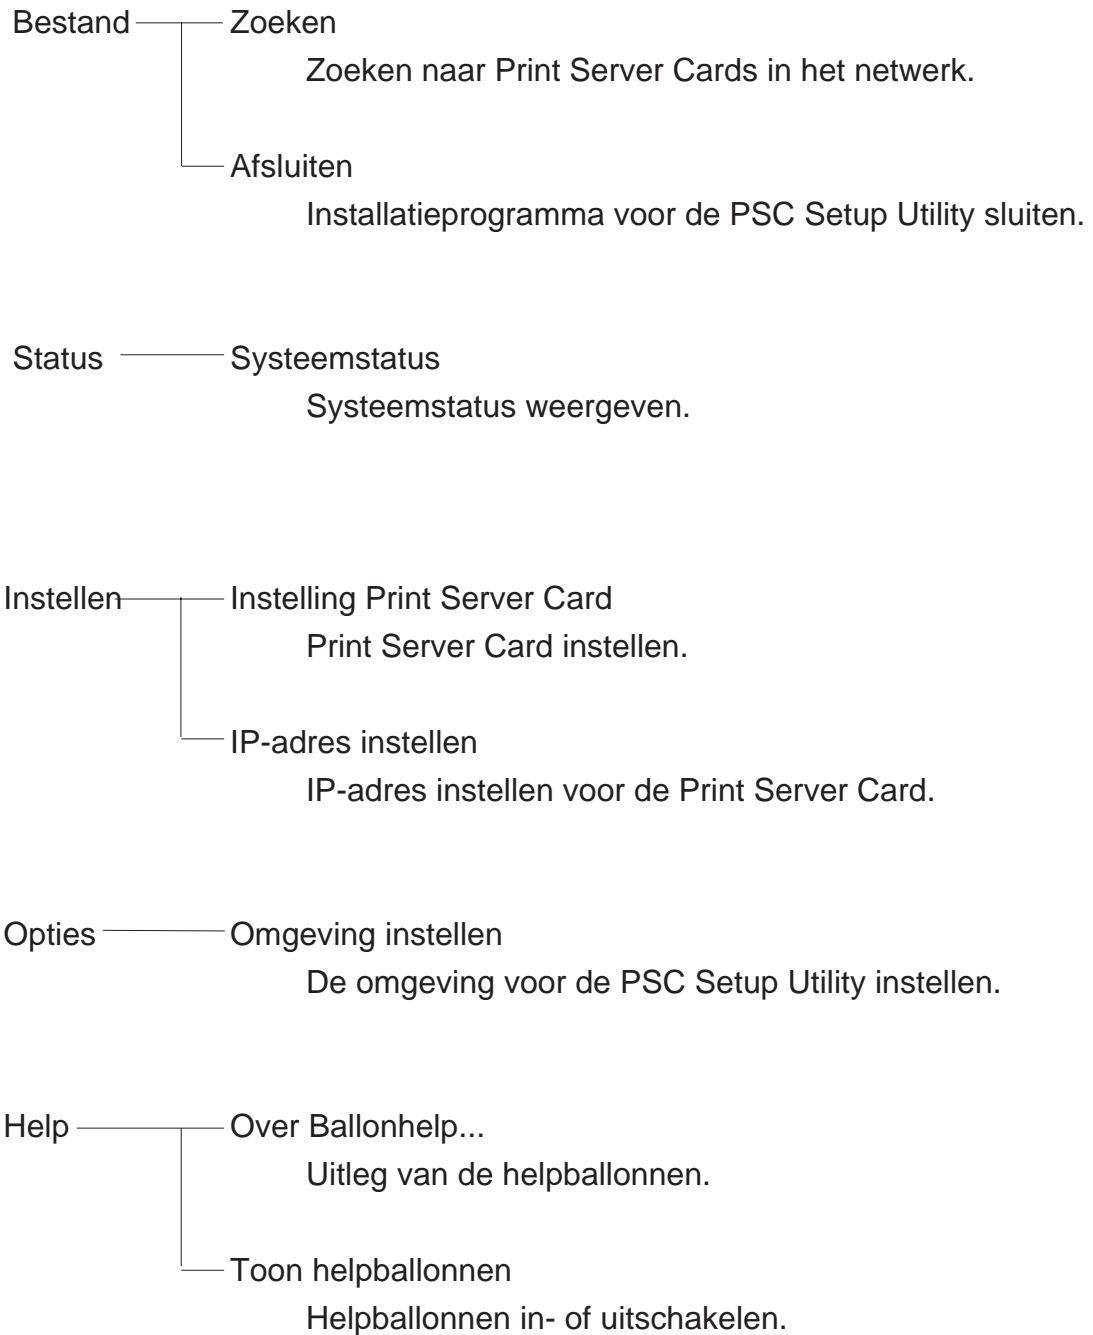 Bestand Zoeken
Zoeken naar Print Server Cards in het netwerk.
Afsluiten
Installatieprogramma voor de PSC Setup Utility sluiten.
Status Systeemstatus
Systeemstatus weergeven.
Instellen Instelling Print Server Card
Print Server Card instellen.
IP-adres instellen
IP-adres instellen voor de Print Server Card.
Opties Omgeving instellen
De omgeving voor de PSC Setup Utility instellen.
Help Over Ballonhelp...
Uitleg van de helpballonnen.
Toon helpballonnen
Helpballonnen in- of uitschakelen.